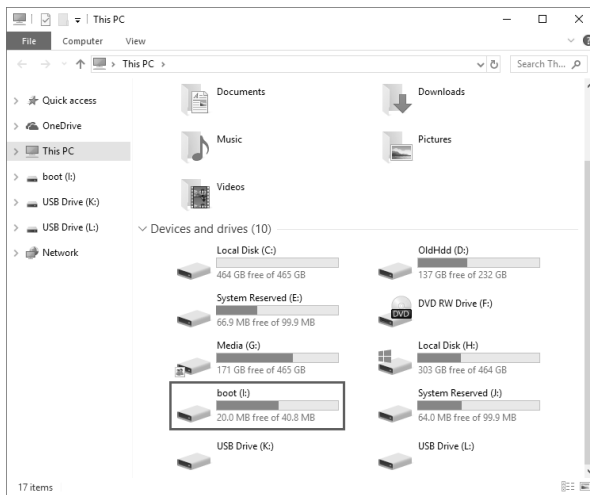 This PC
File Computer View
This PC
Search Th...
Quick access
OneDrive
This PC
boot (I:)
USB Drive (K:)
USB Drive (L:)
Network
Documents
Downloads
Music
Pictures
Videos
Devices and drives (10)
Local Disk (C:)
464 GB free of 465 GB
OldHdd (D:)
137 GB free of 232 GB
System Reserved (E:)
66.9 MB free of 99.9 MB
DVD RW Drive (F:)
DVD
Media (G:)
171 GB free of 465 GB
Local Disk (H:)
303 GB free of 464 GB
boot (I:)
20.0 MB free of 40.8 MB
System Reserved (J:)
64.0 MB free of 99.9 MB
USB Drive (K:)
USB Drive (L:)
17 items